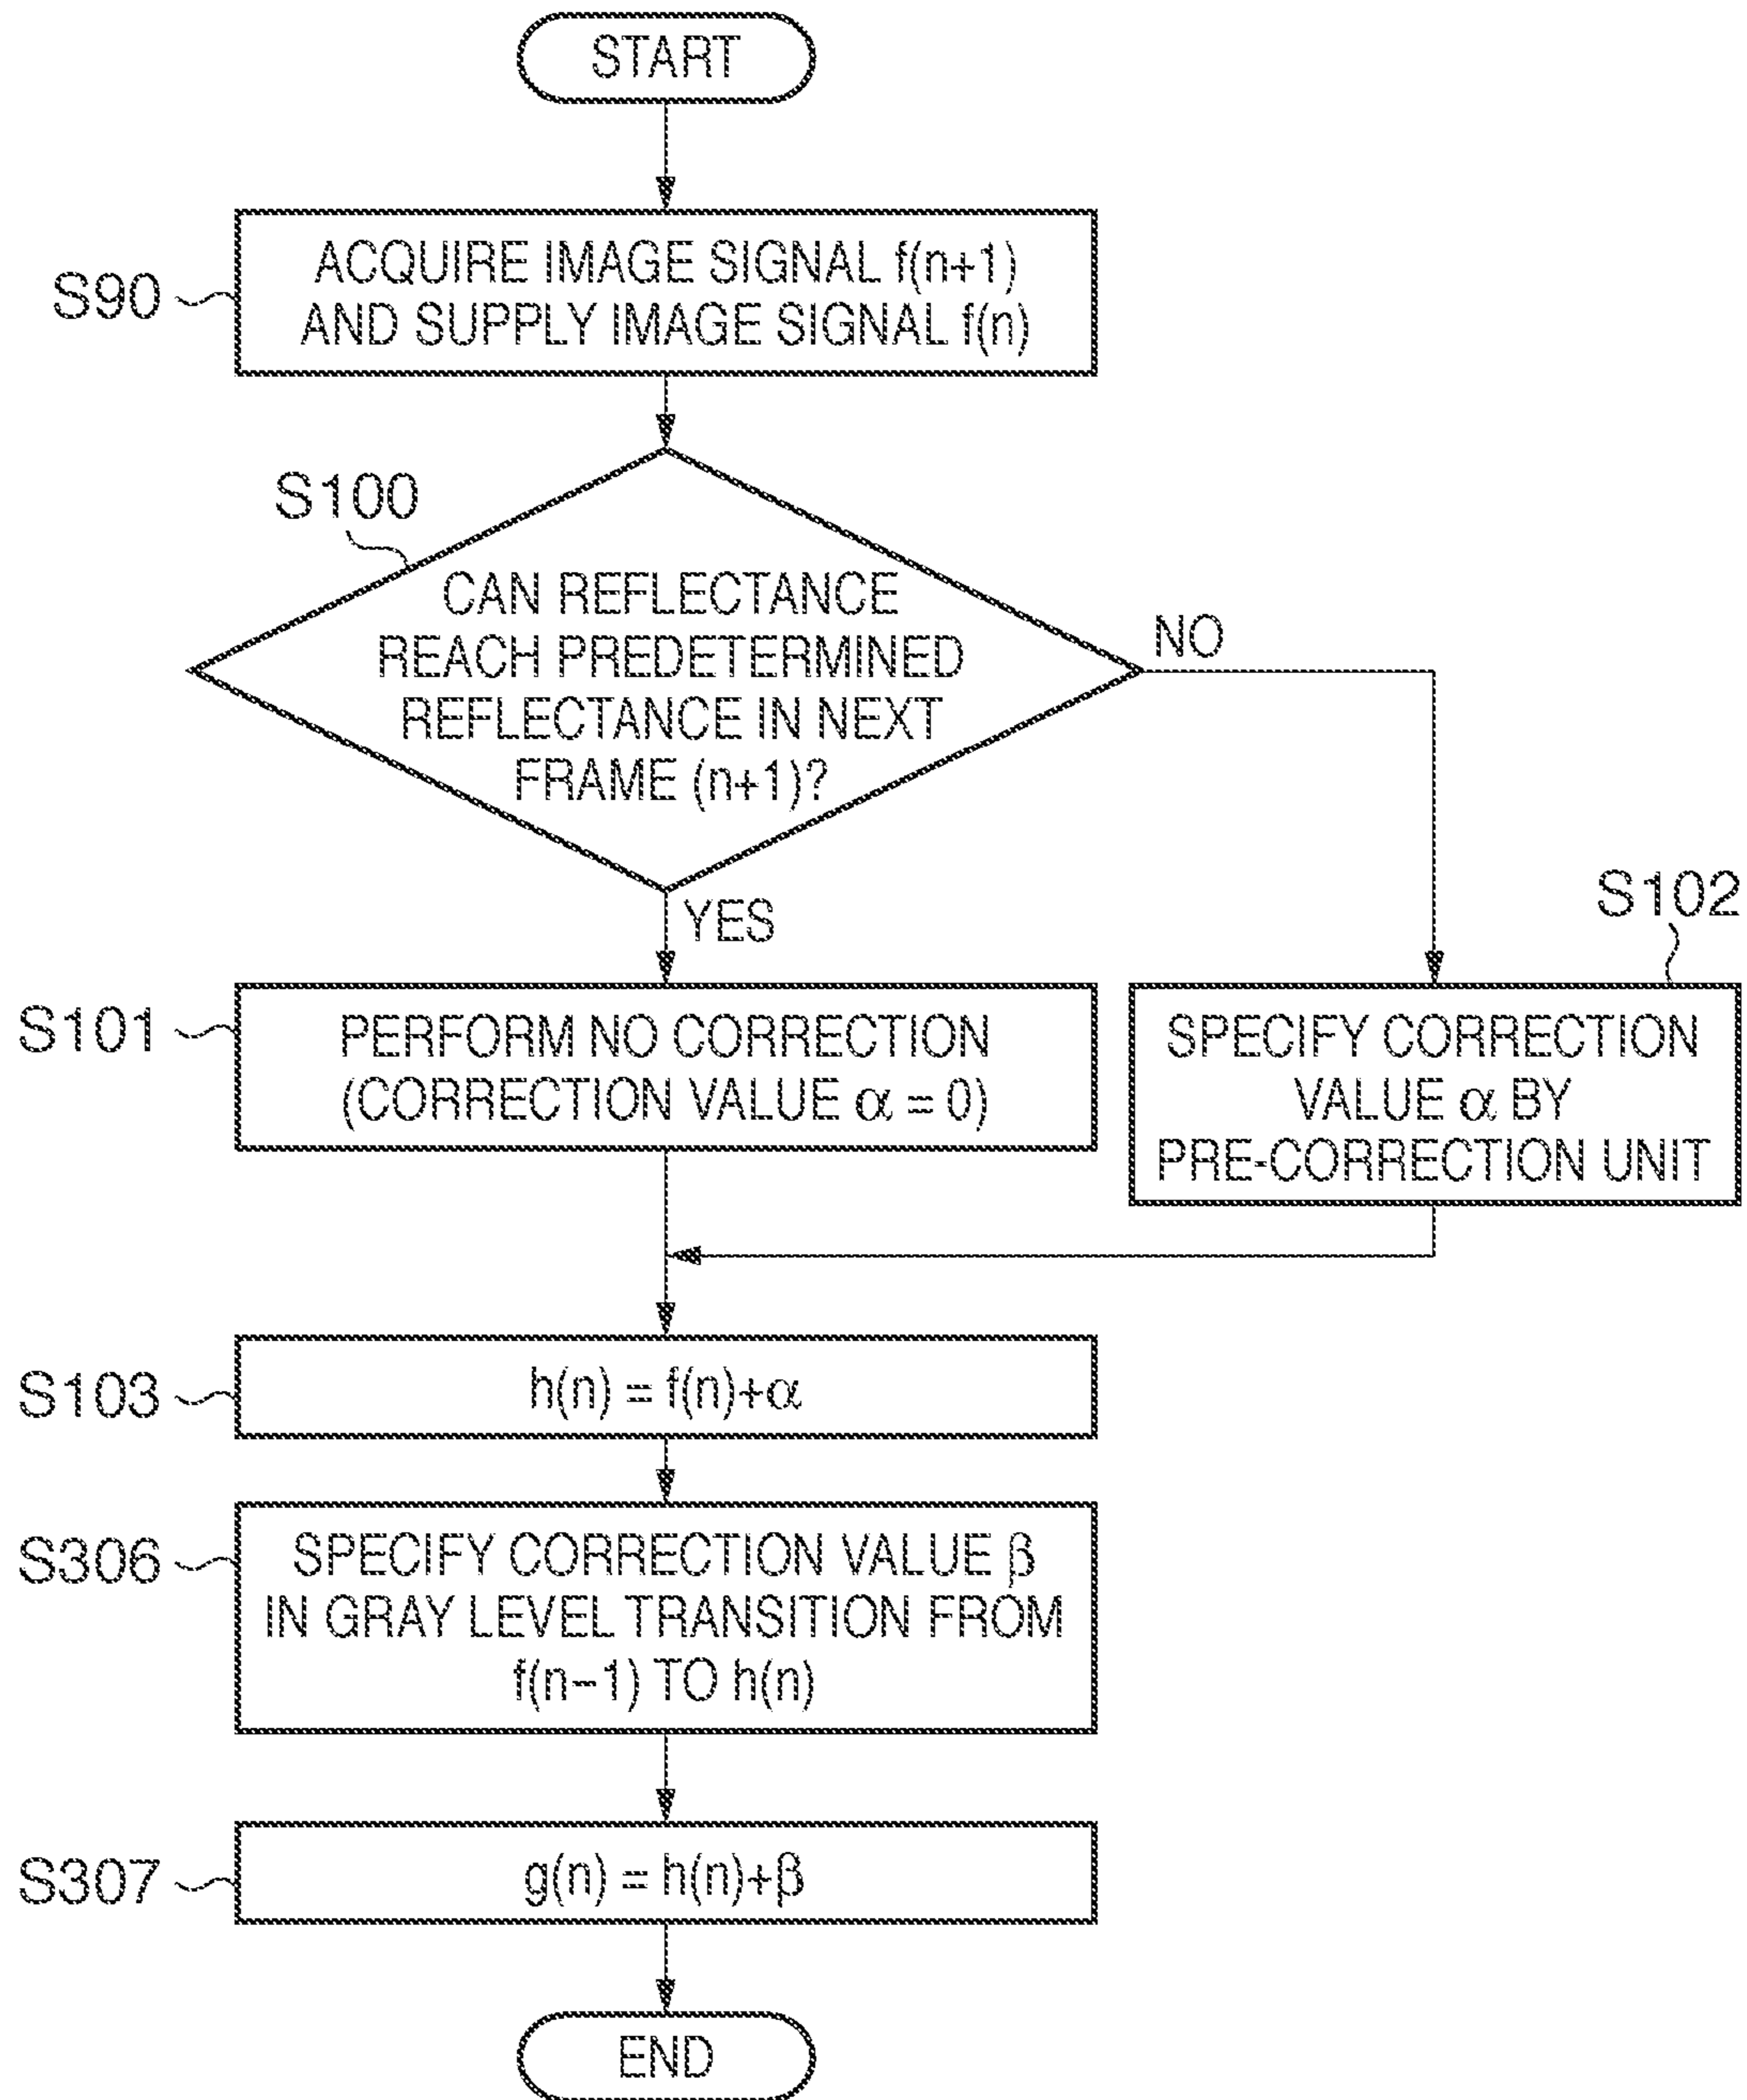 START
S90
ACQUIRE IMAGE SIGNAL f(n+1)
AND SUPPLY IMAGE SIGNAL f(n)
S100
CAN REFLECTANCE
REACH PREDETERMINED
REFLECTANCE IN NEXT
FRAME (n+1)?
NO
YES
S101
PERFORM NO CORRECTION
(CORRECTION VALUE α = 0)
S102
SPECIFY CORRECTION
VALUE α BY
PRE-CORRECTION UNIT
S103
h(n) = f(n)+α
S306
SPECIFY CORRECTION VALUE β
IN GRAY LEVEL TRANSITION FROM
f(n−1) TO h(n)
S307
g(n) = h(n)+β
END